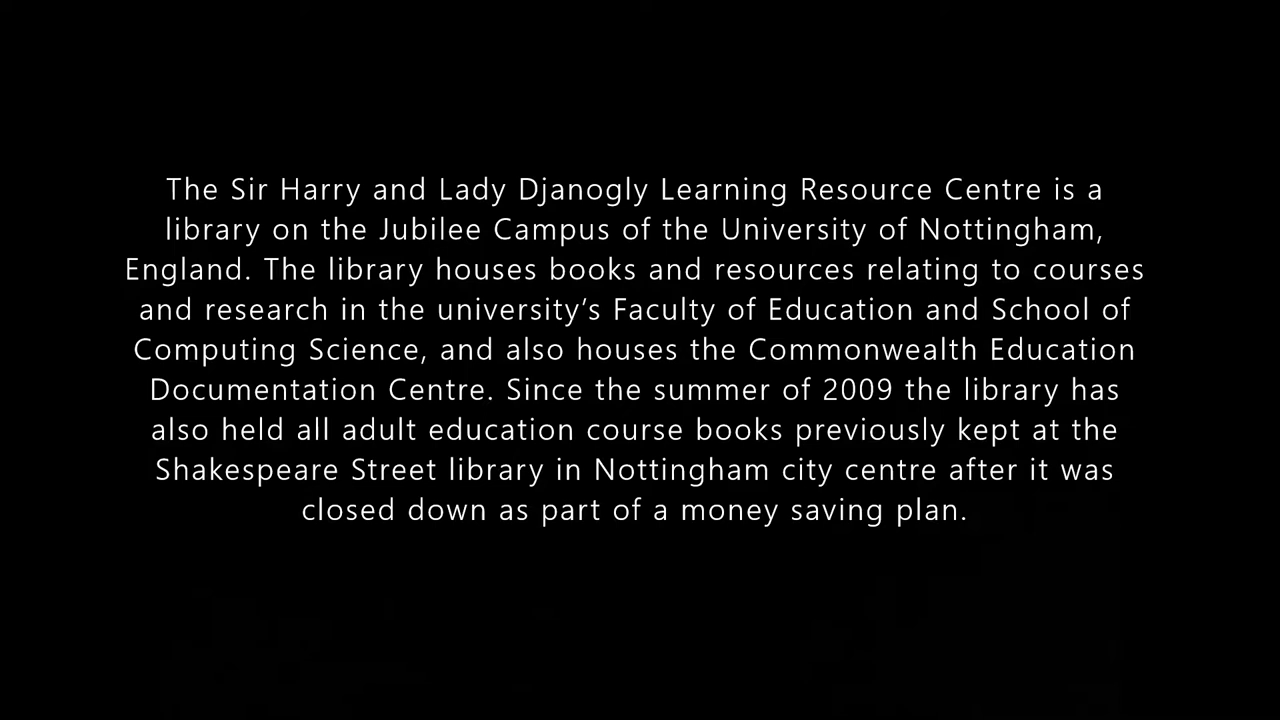 The Sir Harry and Lady Djanogly Learning Resource Centre is a
library on the Jubilee Campus of the University of Nottingham,
England. The library houses books and resources relating to courses
and research in the university’s Faculty of Education and School of
Computing Science, and also houses the Commonwealth Education
Documentation Centre. Since the summer of 2009 the library has
also held all adult education course books previously kept at the
Shakespeare Street library in Nottingham city centre after it was
closed down as part of a money saving plan.